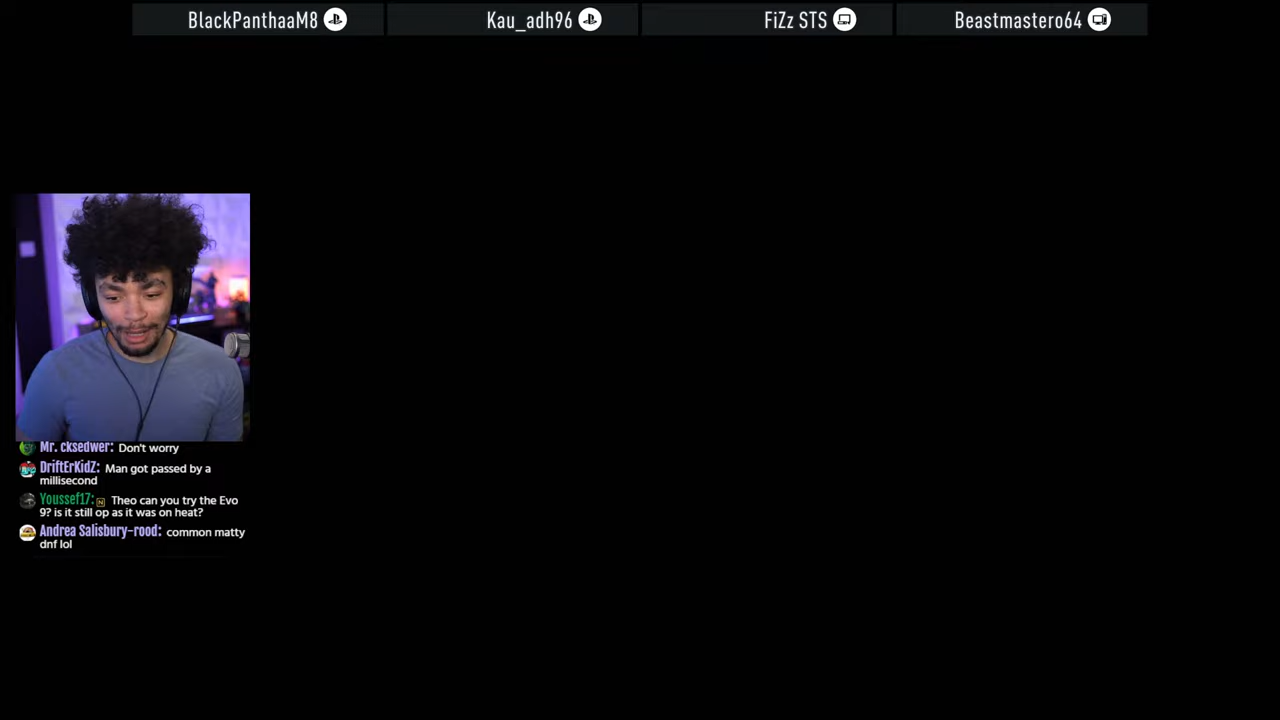 BlackPanthaaM8 Kau_adh96 FiZz STS Beastmastero64
Mr. cksedwer: Don't worry
DriftErKidZ: Man got passed by a
millisecond
Youssef17: N Theo can you try the Evo
9? is it still op as it was on heat?
Andrea Salisbury-rood: common matty
dnf lol